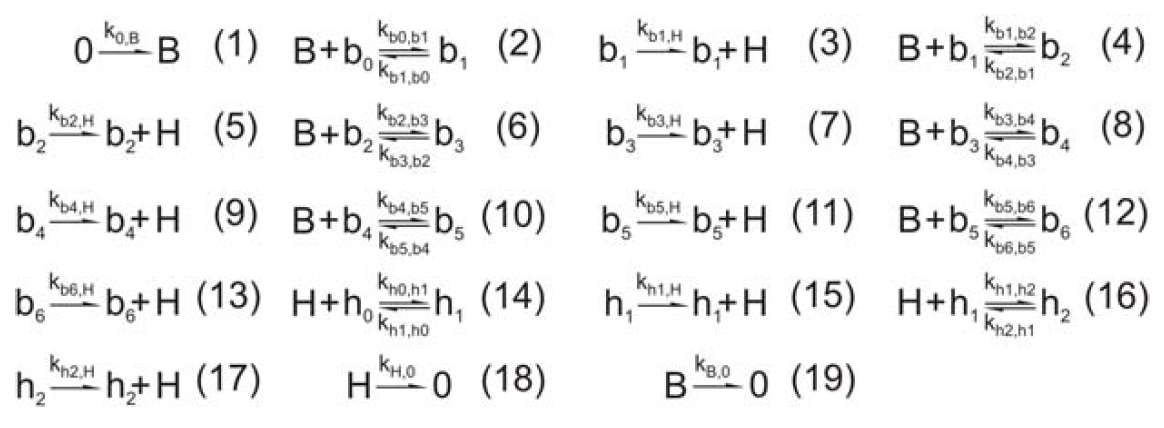 0 —k0,B→ B (1) B+b0 ⇌ kb0,b1 kb1,b0 b1 (2) b1 —kb1,H→ b1+H (3) B+b1 ⇌ kb1,b2 kb2,b1 b2 (4)
b2 —kb2,H→ b2+H (5) B+b2 ⇌ kb2,b3 kb3,b2 b3 (6) b3 —kb3,H→ b3+H (7) B+b3 ⇌ kb3,b4 kb4,b3 b4 (8)
b4 —kb4,H→ b4+H (9) B+b4 ⇌ kb4,b5 kb5,b4 b5 (10) b5 —kb5,H→ b5+H (11) B+b5 ⇌ kb5,b6 kb6,b5 b6 (12)
b6 —kb6,H→ b6+H (13) H+h0 ⇌ kh0,h1 kh1,h0 h1 (14) h1 —kh1,H→ h1+H (15) H+h1 ⇌ kh1,h2 kh2,h1 h2 (16)
h2 —kh2,H→ h2+H (17) H —kH,0→ 0 (18) B —kB,0→ 0 (19)